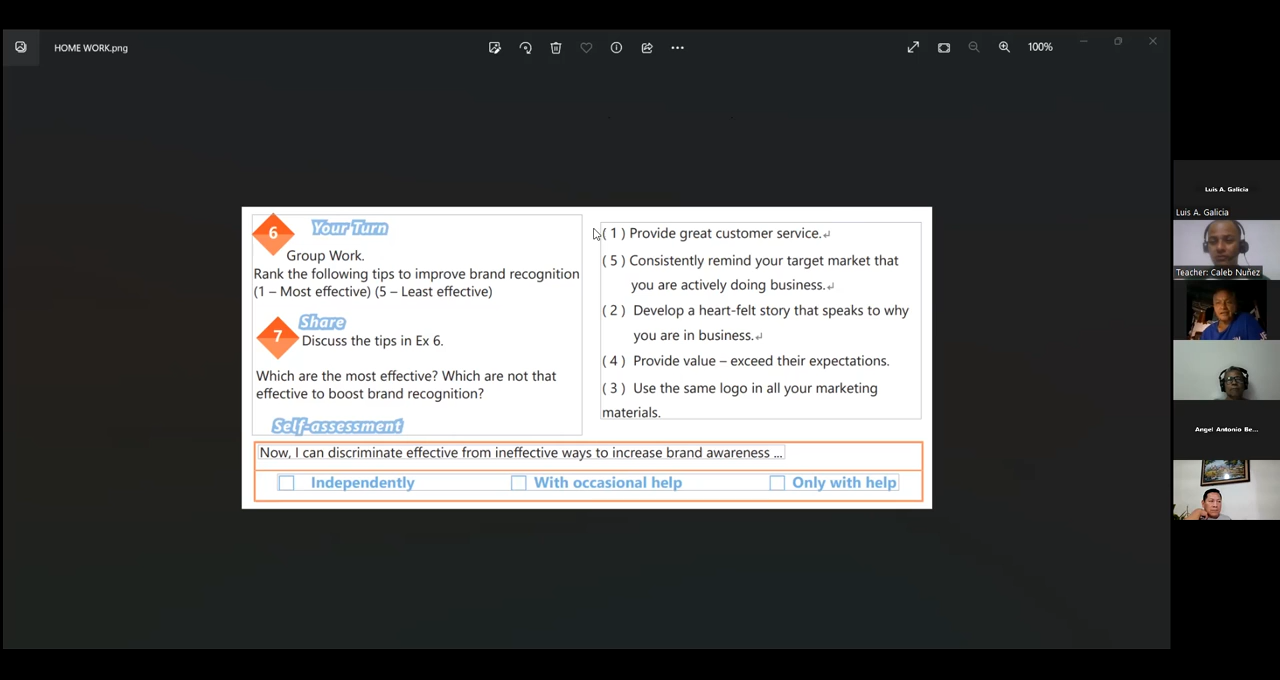 HOME WORK.png
100%
6
Your Turn
Group Work.
Rank the following tips to improve brand recognition
(1 – Most effective) (5 – Least effective)
7
Share
Discuss the tips in Ex 6.
Which are the most effective? Which are not that
effective to boost brand recognition?
Self-assessment
( 1 ) Provide great customer service.↵
( 5 ) Consistently remind your target market that
you are actively doing business.↵
( 2 ) Develop a heart-felt story that speaks to why
you are in business.↵
( 4 ) Provide value – exceed their expectations.
( 3 ) Use the same logo in all your marketing
materials.
Now, I can discriminate effective from ineffective ways to increase brand awareness ...
Independently
With occasional help
Only with help
Luis A. Galicia
Luis A. Galicia
Teacher: Caleb Nuñez
Angel Antonio Be...